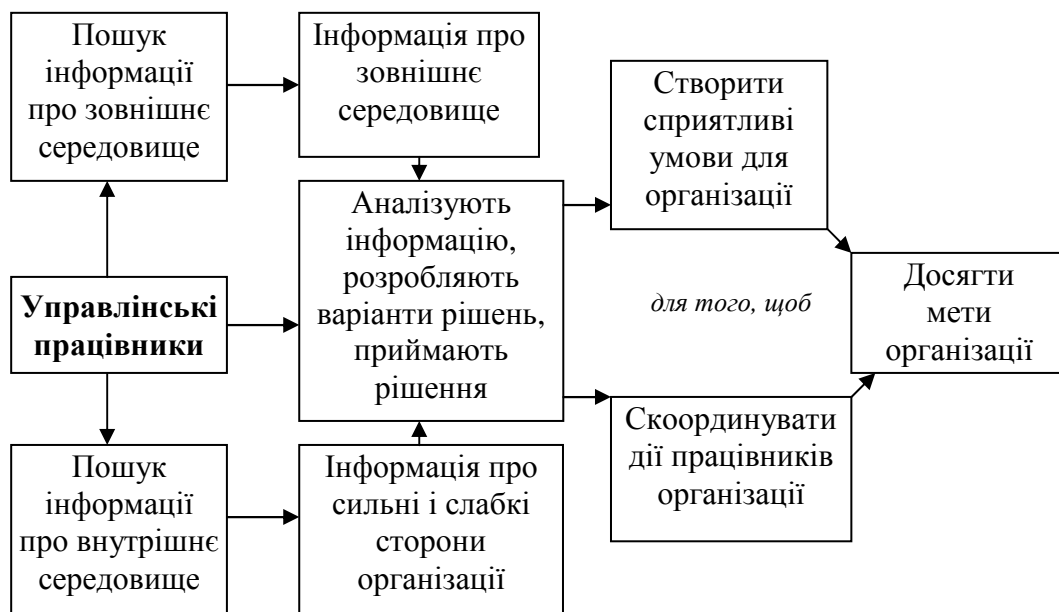 Пошук
інформації
про зовнішнє
середовище
Інформація про
зовнішнє
середовище
Створити
сприятливі
умови для
організації
Аналізують
інформацію,
розробляють
варіанти рішень,
приймають
рішення
Управлінські
працівники
для того, щоб
Досягти
мети
організації
Скоординувати
дії працівників
організації
Пошук
інформації
про внутрішнє
середовище
Інформація про
сильні і слабкі
сторони
організації